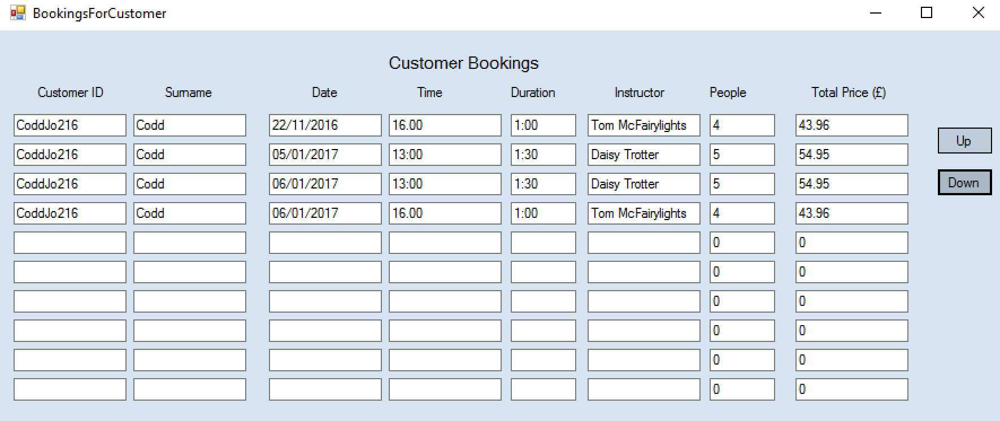 BookingsForCustomer
Customer Bookings
Customer ID Surname Date Time Duration Instructor People Total Price (£)
CoddJo216 Codd 22/11/2016 16.00 1:00 Tom McFairylights 4 43.96
Up
CoddJo216 Codd 05/01/2017 13:00 1:30 Daisy Trotter 5 54.95
CoddJo216 Codd 06/01/2017 13:00 1:30 Daisy Trotter 5 54.95
Down
CoddJo216 Codd 06/01/2017 16.00 1:00 Tom McFairylights 4 43.96
0 0
0 0
0 0
0 0
0 0
0 0